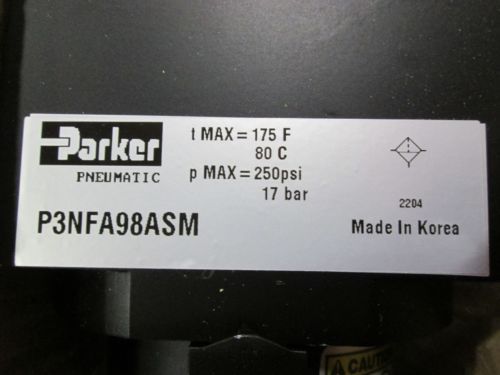 Parker
PNEUMATIC
t MAX = 175 F
80 C
p MAX = 250psi
17 bar
2204
P3NFA98ASM
Made In Korea
CAUTION